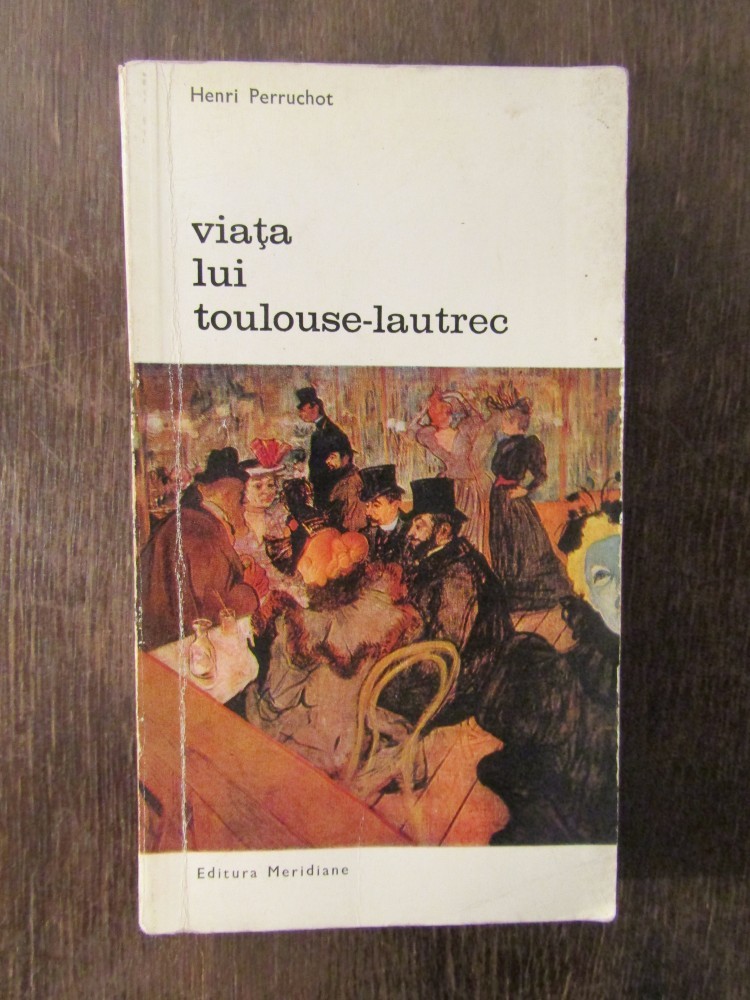 Henri Perruchot
viaţa
lui
toulouse-lautrec
Editura Meridiane